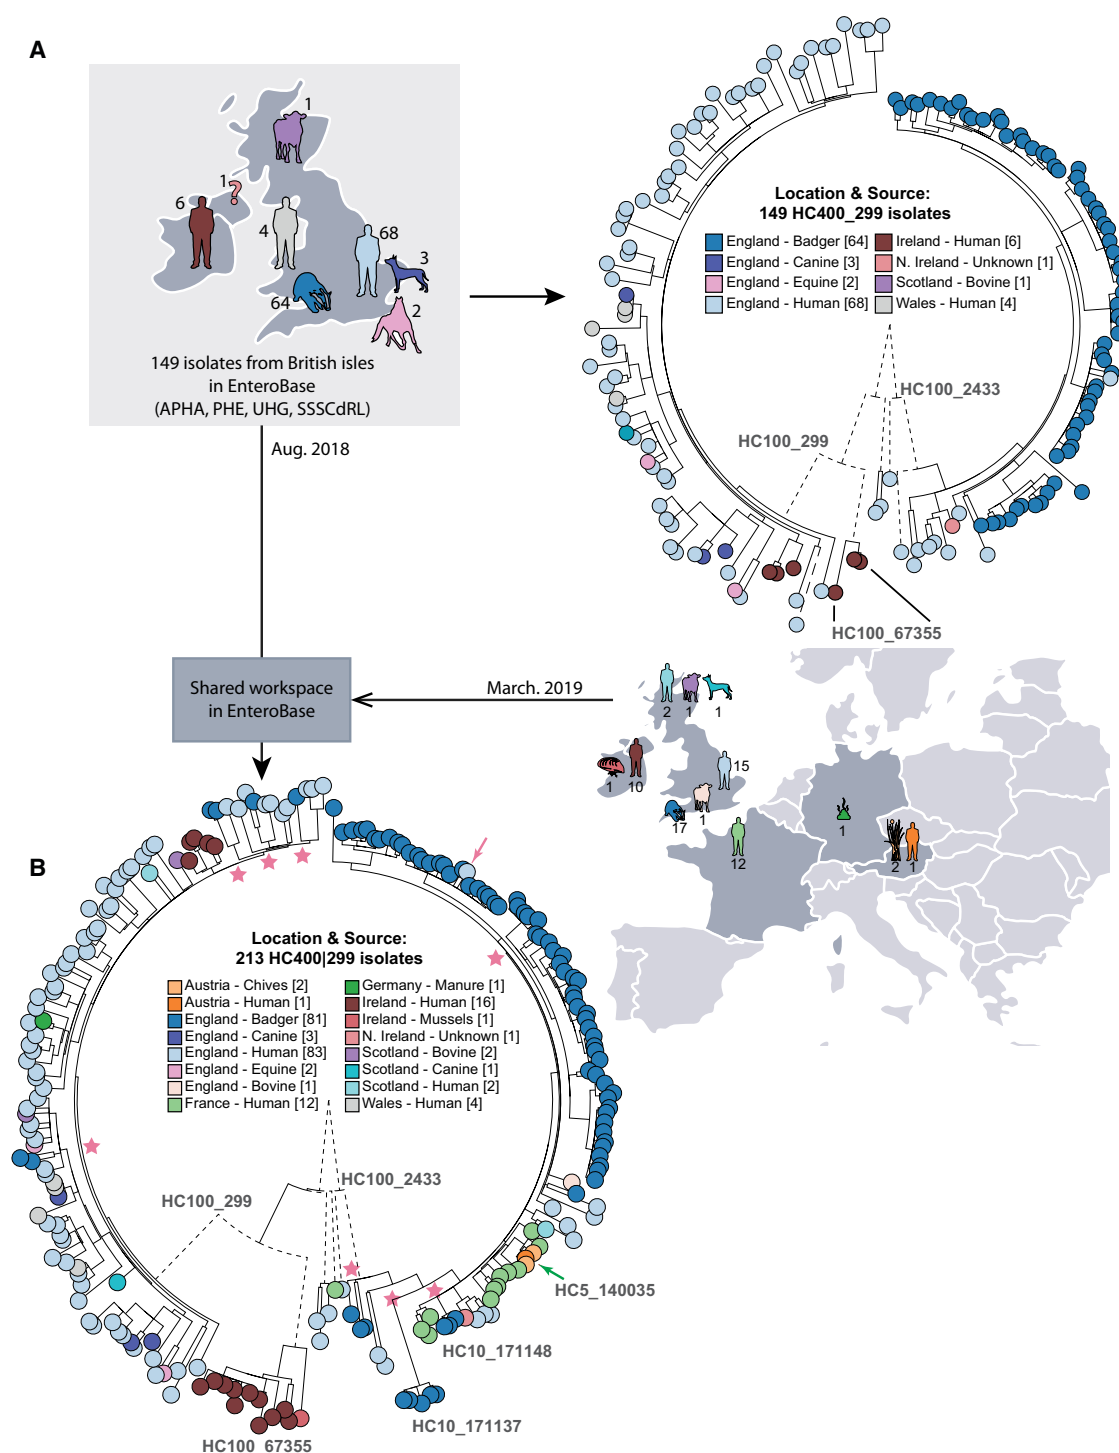 A
1
1
?
6
4
68
3
64
2
149 isolates from British isles
in EnteroBase
(APHA, PHE, UHG, SSSCdRL)
Aug. 2018
Location & Source:
149 HC400_299 isolates
England - Badger [64]
England - Canine [3]
England - Equine [2]
England - Human [68]
Ireland - Human [6]
N. Ireland - Unknown [1]
Scotland - Bovine [1]
Wales - Human [4]
HC100_2433
HC100_299
HC100_67355
Shared workspace
in EnteroBase
March. 2019
2
1
1
1
10
15
17
1
12
1
2
1
B
Location & Source:
213 HC400|299 isolates
Austria - Chives [2]
Austria - Human [1]
England - Badger [81]
England - Canine [3]
England - Human [83]
England - Equine [2]
England - Bovine [1]
France - Human [12]
Germany - Manure [1]
Ireland - Human [16]
Ireland - Mussels [1]
N. Ireland - Unknown [1]
Scotland - Bovine [2]
Scotland - Canine [1]
Scotland - Human [2]
Wales - Human [4]
HC100_2433
HC100_299
HC5_140035
HC10_171148
HC10_171137
HC100_67355